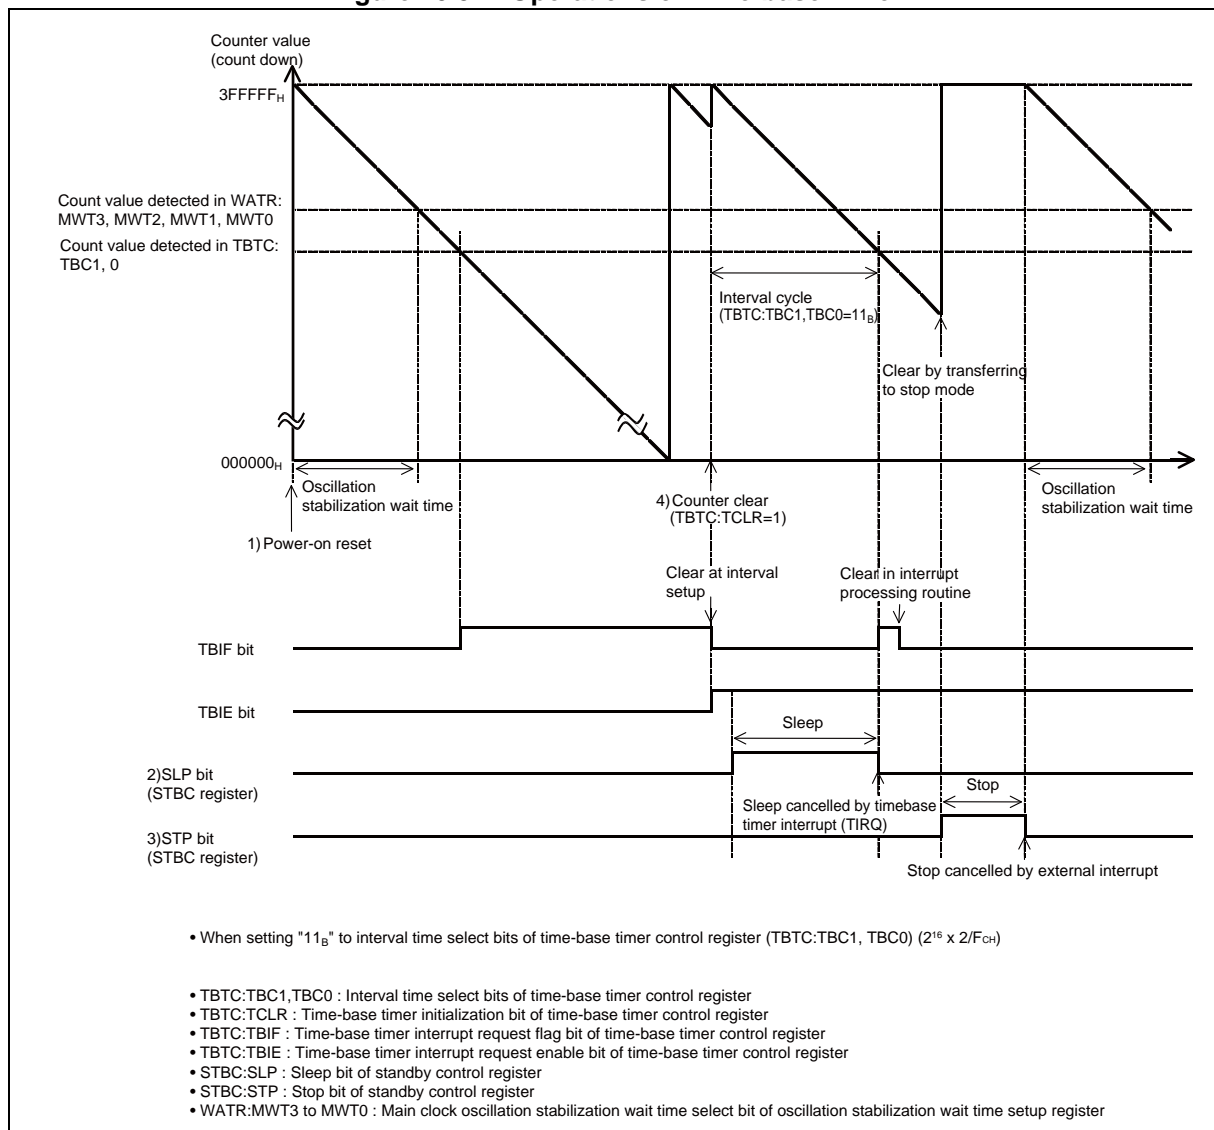 Counter value
(count down)
3FFFFFH
Count value detected in WATR:
MWT3, MWT2, MWT1, MWT0
Count value detected in TBTC:
TBC1, 0
Interval cycle
(TBTC:TBC1,TBC0=11B)
Clear by transferring
to stop mode
000000H
Oscillation
stabilization wait time
4) Counter clear
(TBTC:TCLR=1)
Oscillation
stabilization wait time
1) Power-on reset
Clear at interval
setup
Clear in interrupt
processing routine
TBIF bit
TBIE bit
Sleep
2)SLP bit
(STBC register)
Stop
Sleep cancelled by timebase
timer interrupt (TIRQ)
3)STP bit
(STBC register)
Stop cancelled by external interrupt
• When setting "11B" to interval time select bits of time-base timer control register (TBTC:TBC1, TBC0) (2¹⁶ x 2/FCH)
• TBTC:TBC1,TBC0 : Interval time select bits of time-base timer control register
• TBTC:TCLR : Time-base timer initialization bit of time-base timer control register
• TBTC:TBIF : Time-base timer interrupt request flag bit of time-base timer control register
• TBTC:TBIE : Time-base timer interrupt request enable bit of time-base timer control register
• STBC:SLP : Sleep bit of standby control register
• STBC:STP : Stop bit of standby control register
• WATR:MWT3 to MWT0 : Main clock oscillation stabilization wait time select bit of oscillation stabilization wait time setup register